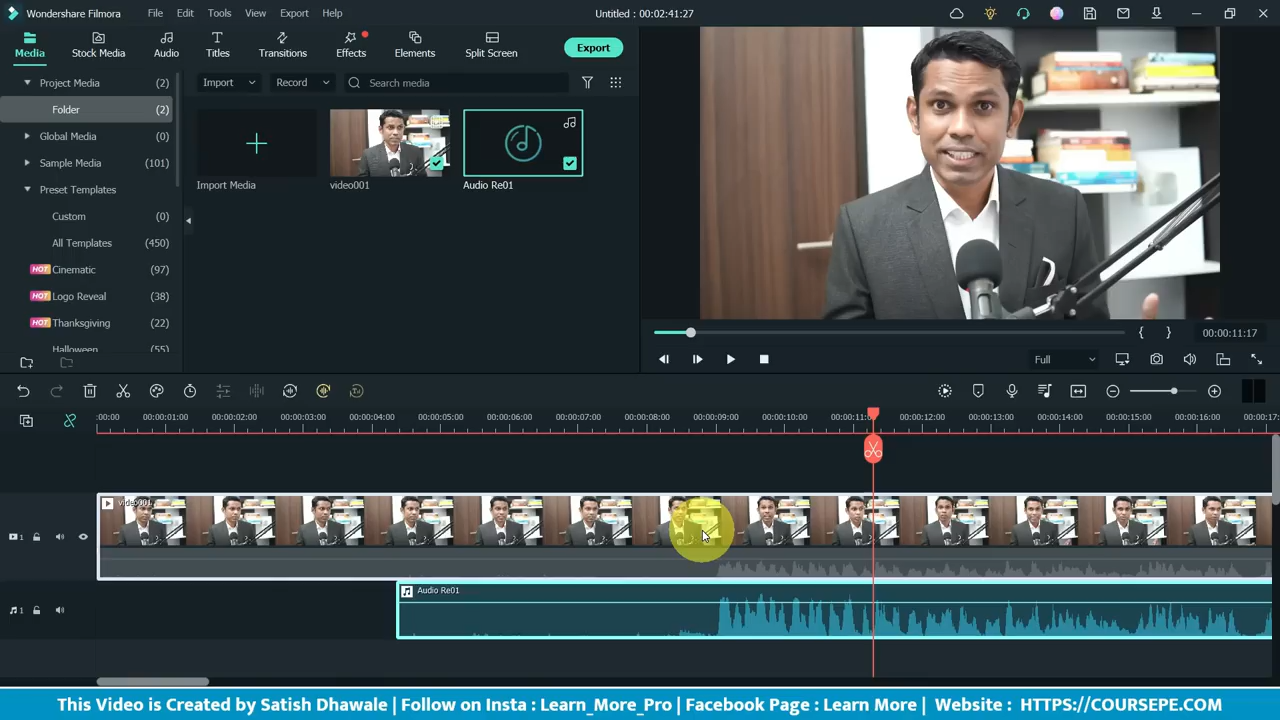 Wondershare Filmora File Edit Tools View Export Help Untitled : 00:02:41:27
Media Stock Media Audio Titles Transitions Effects Elements Split Screen Export
Project Media (2)
Folder (2)
Global Media (0)
Sample Media (101)
Preset Templates
Custom (0)
All Templates (450)
HOT Cinematic (97)
HOT Logo Reveal (38)
HOT Thanksgiving (22)
Halloween (55)
Import Record Search media
Import Media video001 Audio Re01
00:00:11:17
Full
:00:00 00:00:01:00 00:00:02:00 00:00:03:00 00:00:04:00 00:00:05:00 00:00:06:00 00:00:07:00 00:00:08:00 00:00:09:00 00:00:10:00 00:00:11: 00:00:12:00 00:00:13:00 00:00:14:00 00:00:15:00 00:00:16:00 00:00:17:
video001
1
Audio Re01
1
This Video is Created by Satish Dhawale | Follow on Insta : Learn_More_Pro | Facebook Page : Learn More | Website : HTTPS://COURSEPE.COM